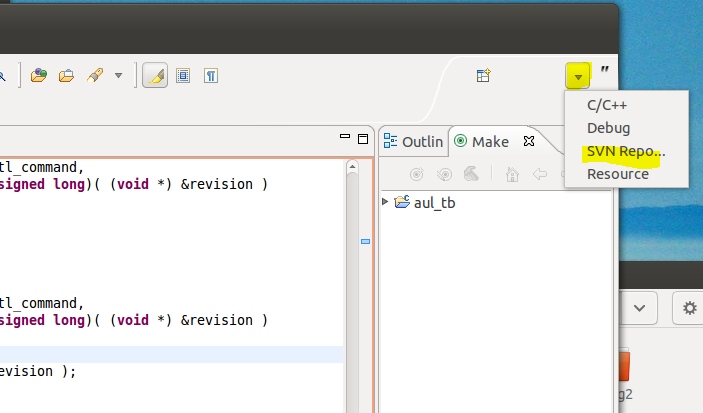 "
C/C++
Debug
SVN Repo...
Resource
Outlin
Make
aul_tb
tl_command,
signed long)( (void *) &revision )
tl_command,
signed long)( (void *) &revision )
evision );
g2